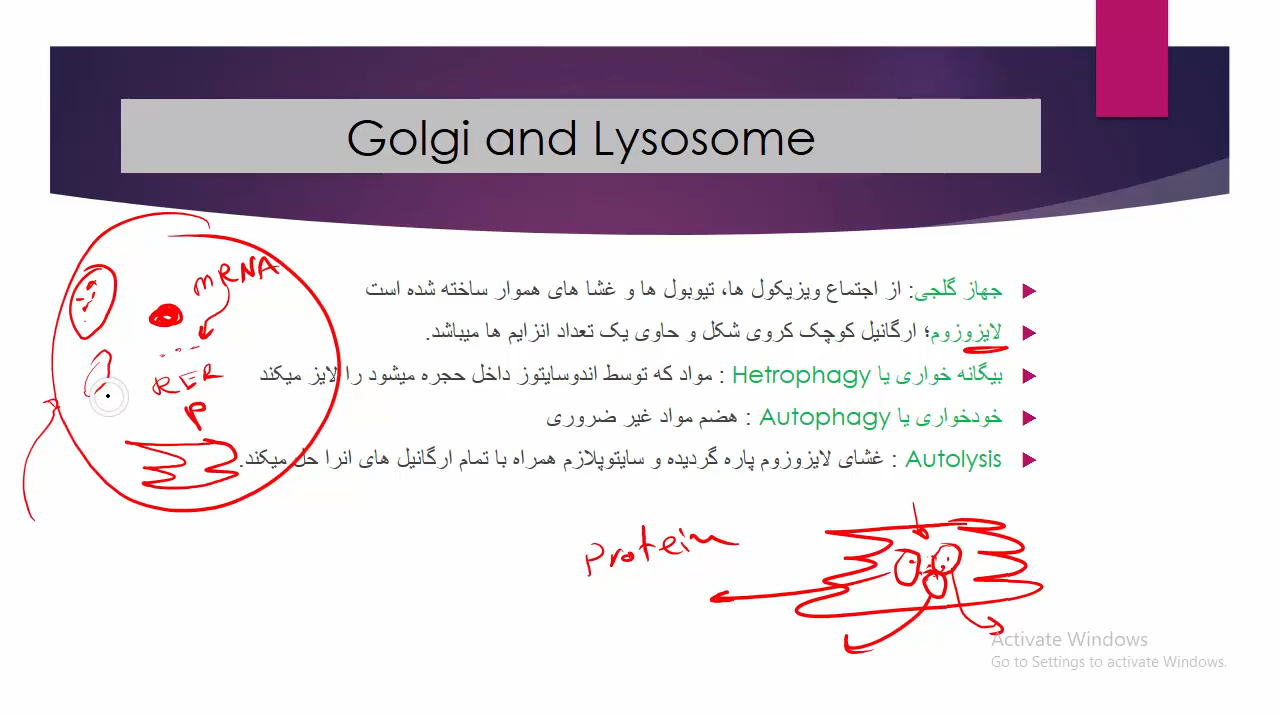 Golgi and Lysosome
جهاز گلجی: از اجتماع ویزیکول ها، تیوبول ها و غشا های هموار ساخته شده است
لایزوزوم؛ ارگانیل کوچک کروی شکل و حاوی یک تعداد انزایم ها میباشد.
بیگانه خواری یا Hetrophagy : مواد که توسط اندوسایتوز داخل حجره میشود را لایز میکند
خودخواری یا Autophagy : هضم مواد غیر ضروری
Autolysis : غشای لایزوزوم پاره گردیده و سایتوپلازم همراه با تمام ارگانیل های انرا حل میکند.
mRNA
RER
P
Protein
Activate Windows
Go to Settings to activate Windows.